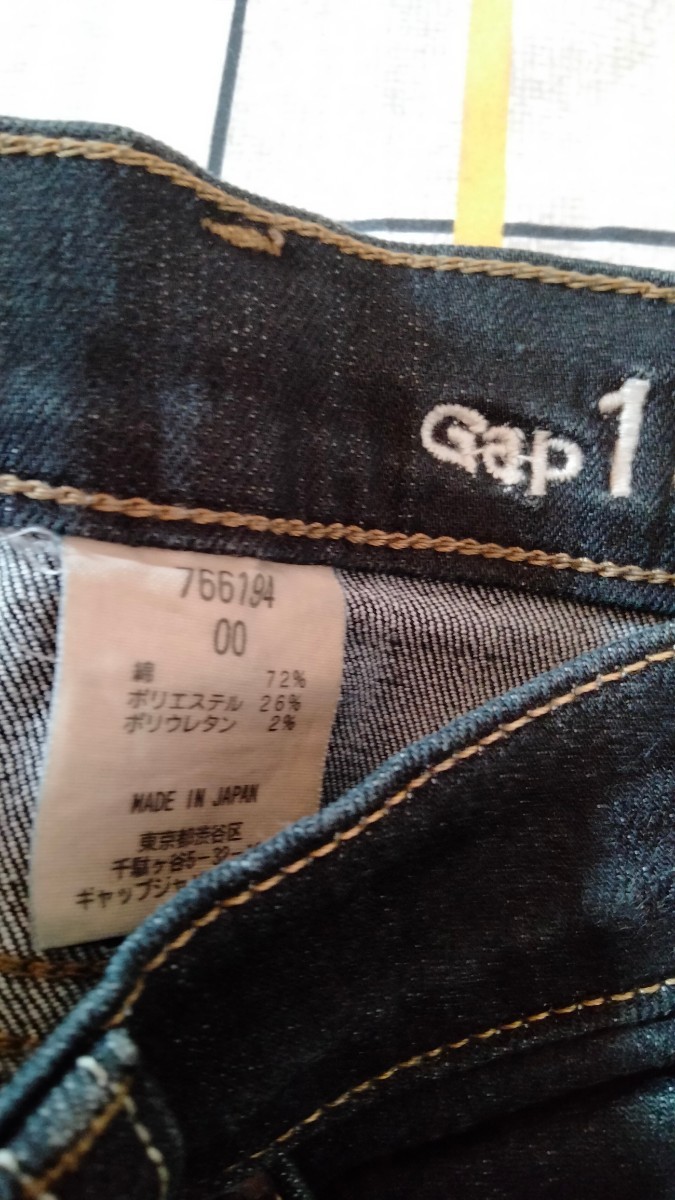 Gap 1
766194
00
綿 72%
ポリエステル 26%
ポリウレタン 2%
MADE IN JAPAN
東京都渋谷区
千駄ヶ谷5-32-
ギャップジャ